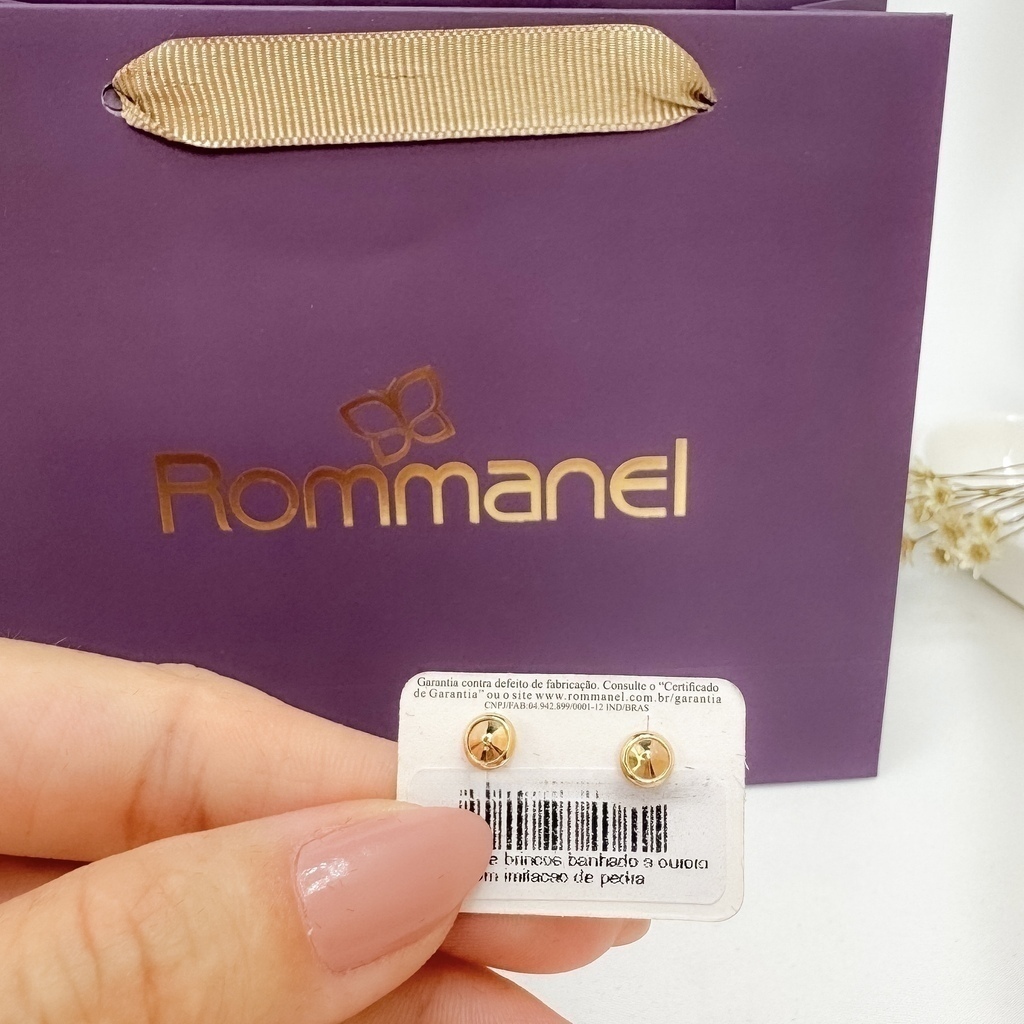 Rommanel
Garantia contra defeito de fabricação. Consulte o "Certificado
de Garantia" ou o site www.rommanel.com.br/garantia
CNPJ/FAB:04.942.899/0001-12 IND/BRAS
e brincos banhado a ouro
imitacao de pedra